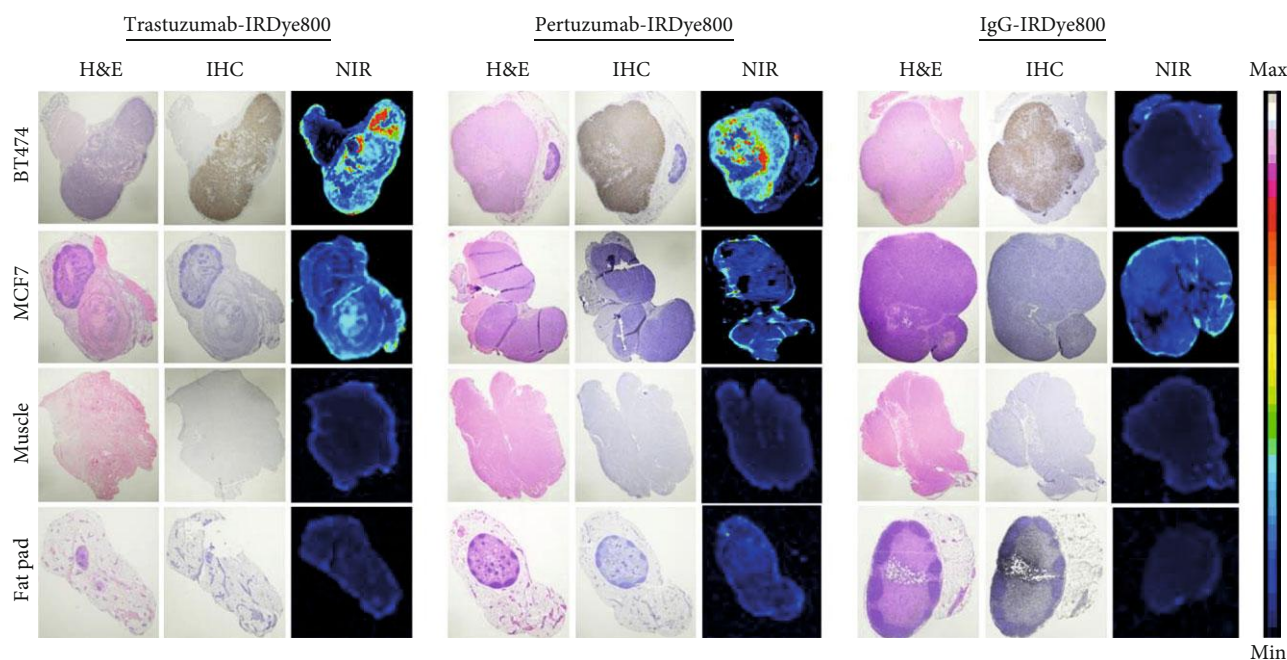 Trastuzumab-IRDye800 Pertuzumab-IRDye800 IgG-IRDye800
H&E IHC NIR H&E IHC NIR H&E IHC NIR Max
BT474
MCF7
Muscle
Fat pad
Min